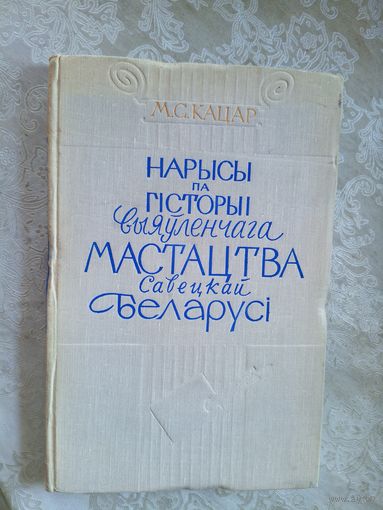 М.С.КАЦАР
НАРЫСЫ
ПА
ГІСТОРЫІ
выяўленчага
МАСТАЦТВА
Савецкай
Беларусі